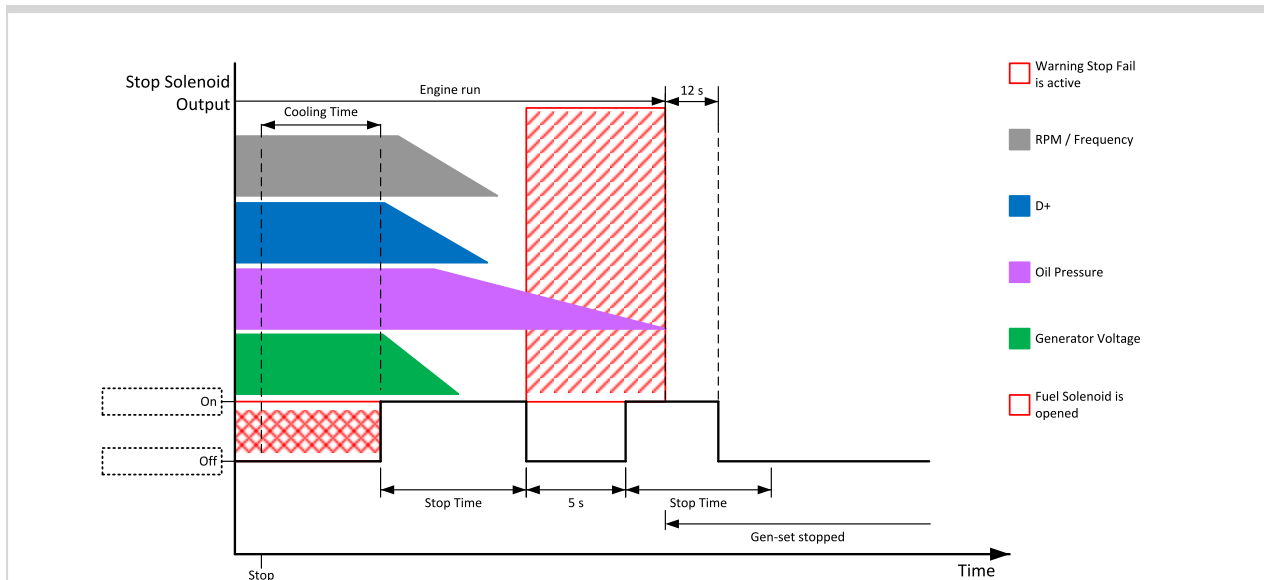 Stop Solenoid
Output
Engine run
12 s
Cooling Time
On
Off
Stop Time
5 s
Stop Time
Gen-set stopped
Time
Stop
Warning Stop Fail
is active
RPM / Frequency
D+
Oil Pressure
Generator Voltage
Fuel Solenoid is
opened